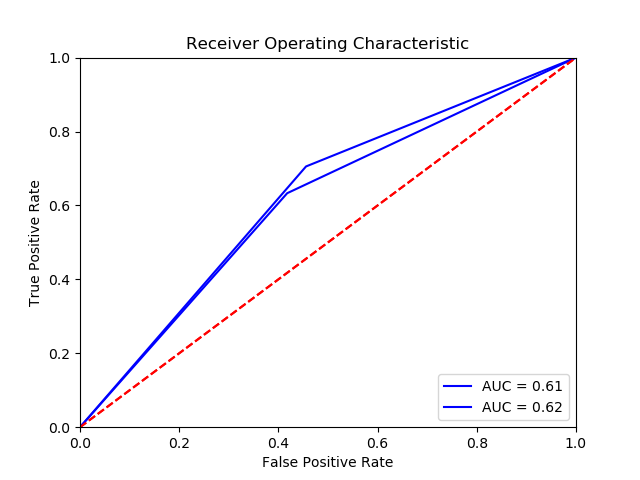 Receiver Operating Characteristic
True Positive Rate
1.0
0.8
0.6
0.4
0.2
0.0
0.0 0.2 0.4 0.6 0.8 1.0
False Positive Rate
AUC = 0.61
AUC = 0.62